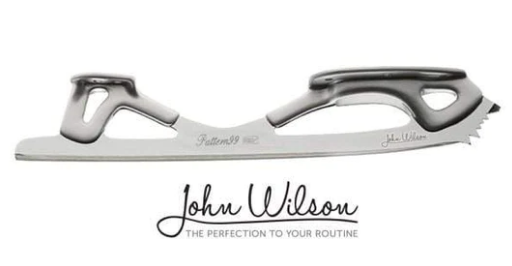 Pattern99
John Wilson
John Wilson
THE PERFECTION TO YOUR ROUTINE